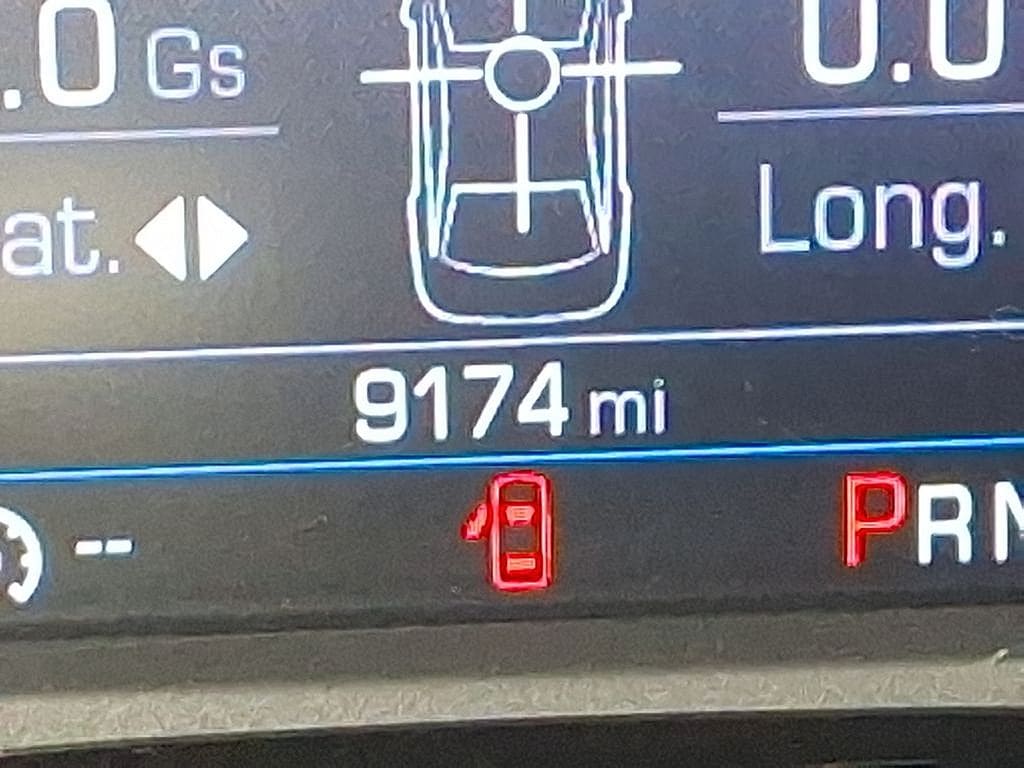 .0 Gs
0.0
at.
Long.
9174 mi
--
PRN